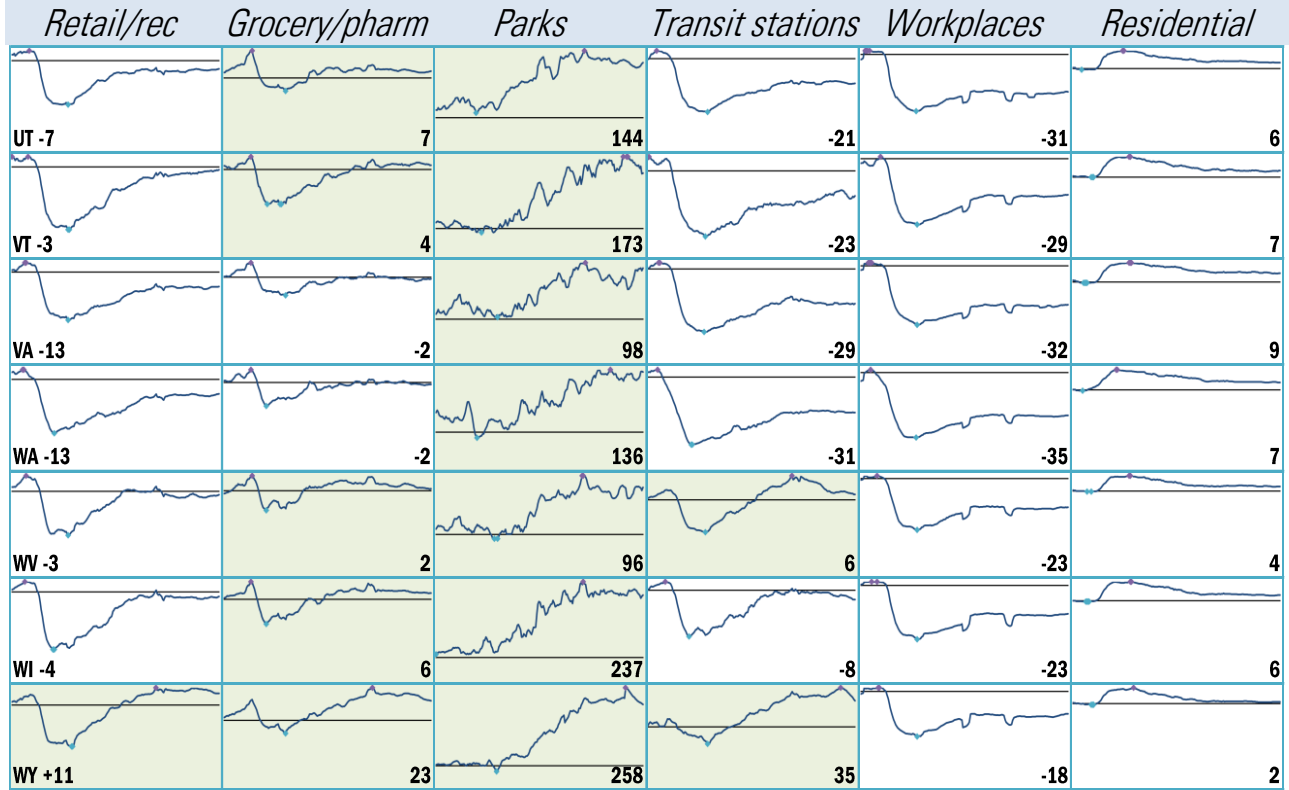 Retail/rec Grocery/pharm Parks Transit stations Workplaces Residential
UT -7 7 144 -21 -31 6
VT -3 4 173 -23 -29 7
VA -13 -2 98 -29 -32 9
WA -13 -2 136 -31 -35 7
WV -3 2 96 6 -23 4
WI -4 6 237 -8 -23 6
WY +11 23 258 35 -18 2